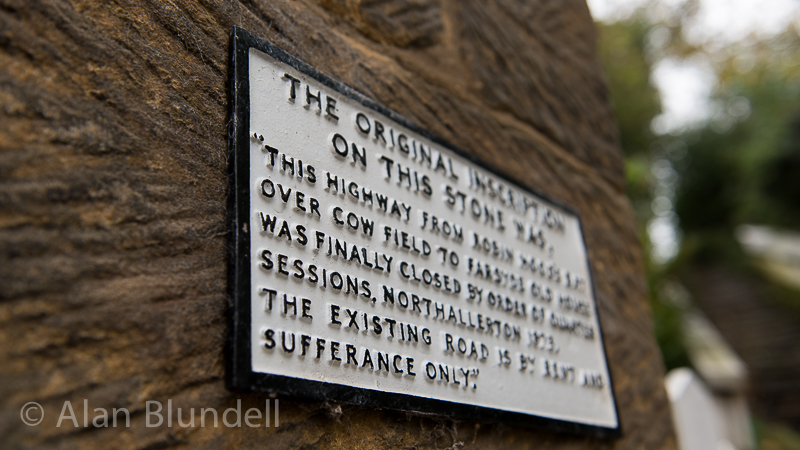 THE ORIGINAL INSCRIPTION
ON THIS STONE WAS,
"THIS HIGHWAY FROM ROBIN HOODS BAY
OVER COW FIELD TO FARSYDE OLD HOUSE
WAS FINALLY CLOSED BY ORDER OF QUARTER
SESSIONS, NORTHALLERTON
THE EXISTING ROAD IS BY RENT AND
SUFFERANCE ONLY."
© Alan Blundell